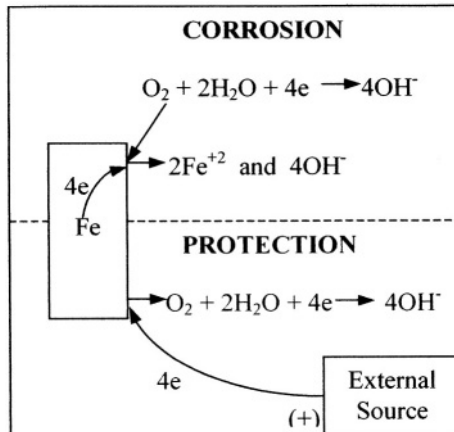 CORROSION
O₂ + 2H₂O + 4e → 4OH⁻
4e
2Fe⁺² and 4OH⁻
Fe
PROTECTION
O₂ + 2H₂O + 4e → 4OH⁻
4e
External
(+)
Source